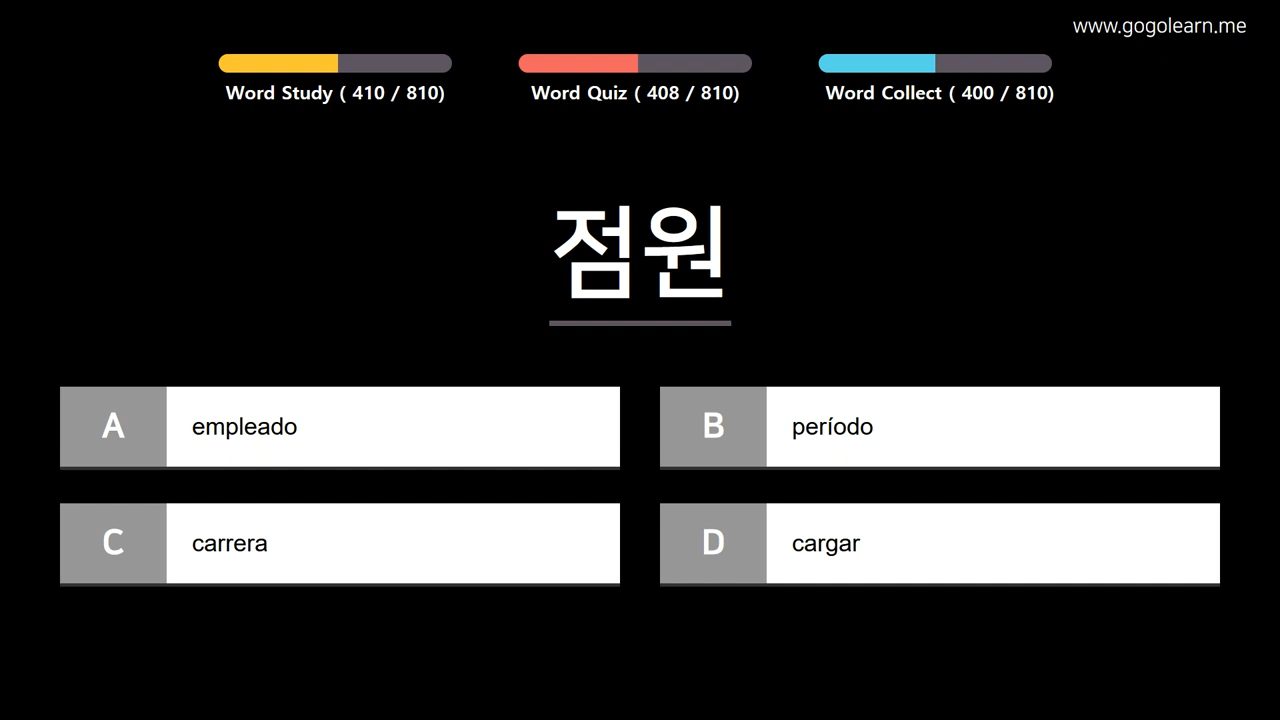 www.gogolearn.me
Word Study ( 410 / 810)
Word Quiz ( 408 / 810)
Word Collect ( 400 / 810)
점원
A empleado
B período
C carrera
D cargar